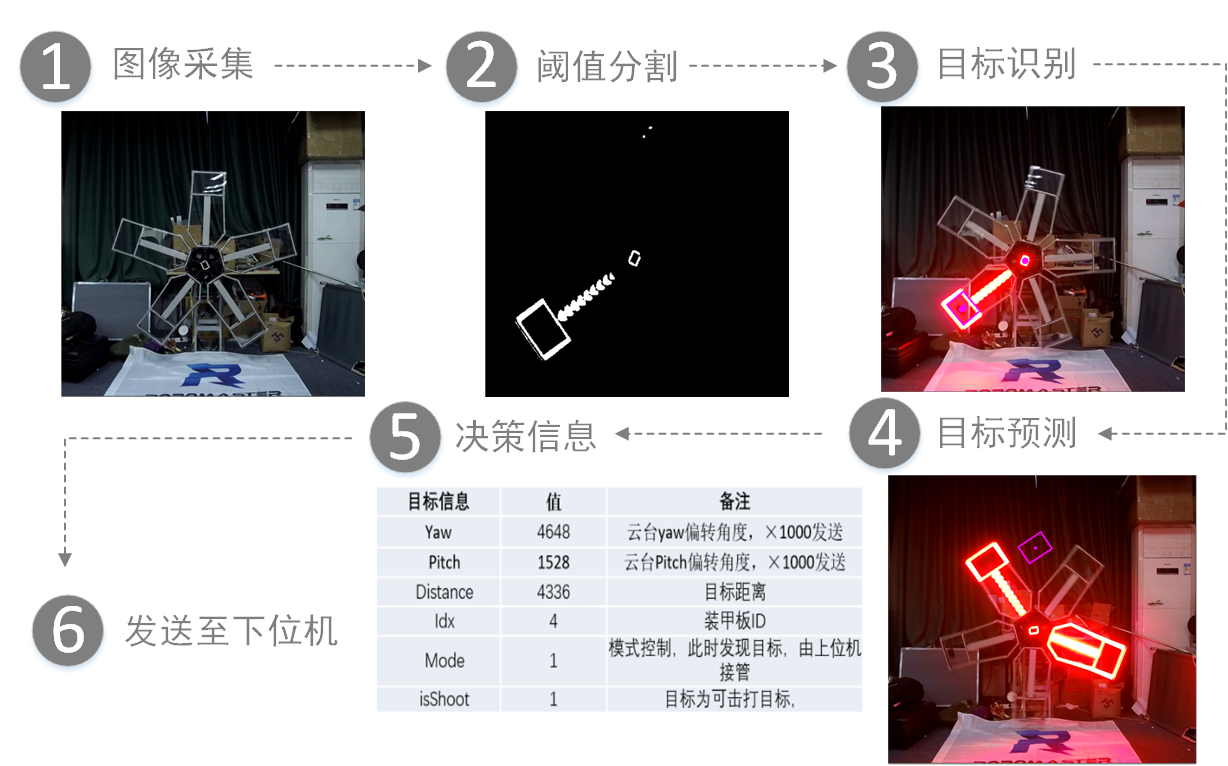 1 图像采集
2 阈值分割
3 目标识别
4 目标预测
5 决策信息
目标信息 值 备注
Yaw 4648 云台yaw偏转角度，×1000发送
Pitch 1528 云台Pitch偏转角度，×1000发送
Distance 4336 目标距离
Idx 4 装甲板ID
Mode 1 模式控制，此时发现目标，由上位机
接管
isShoot 1 目标为可击打目标，
6 发送至下位机